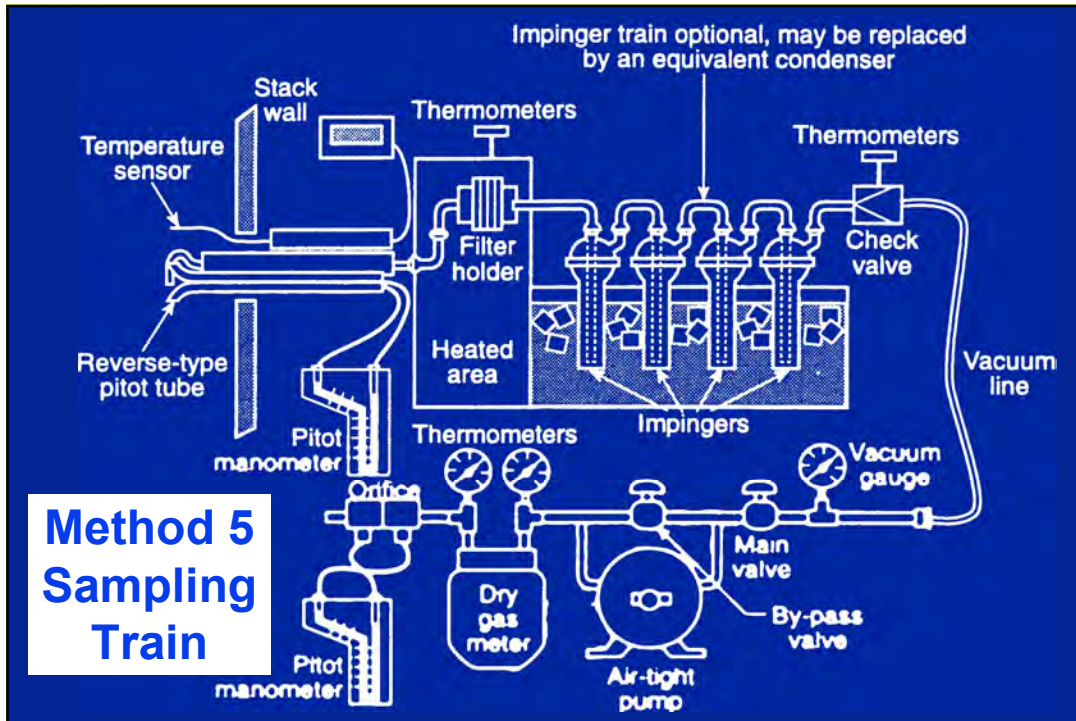 Impinger train optional, may be replaced
by an equivalent condenser
Stack
wall
Thermometers
Thermometers
Temperature
sensor
Filter
holder
Check
valve
Reverse-type
pitot tube
Heated
area
Vacuum
line
Impingers
Pitot
manometer
Thermometers
Vacuum
gauge
Orifice
Main
valve
Dry
gas
meter
By-pass
valve
Pitot
manometer
Air-tight
pump
Method 5
Sampling
Train